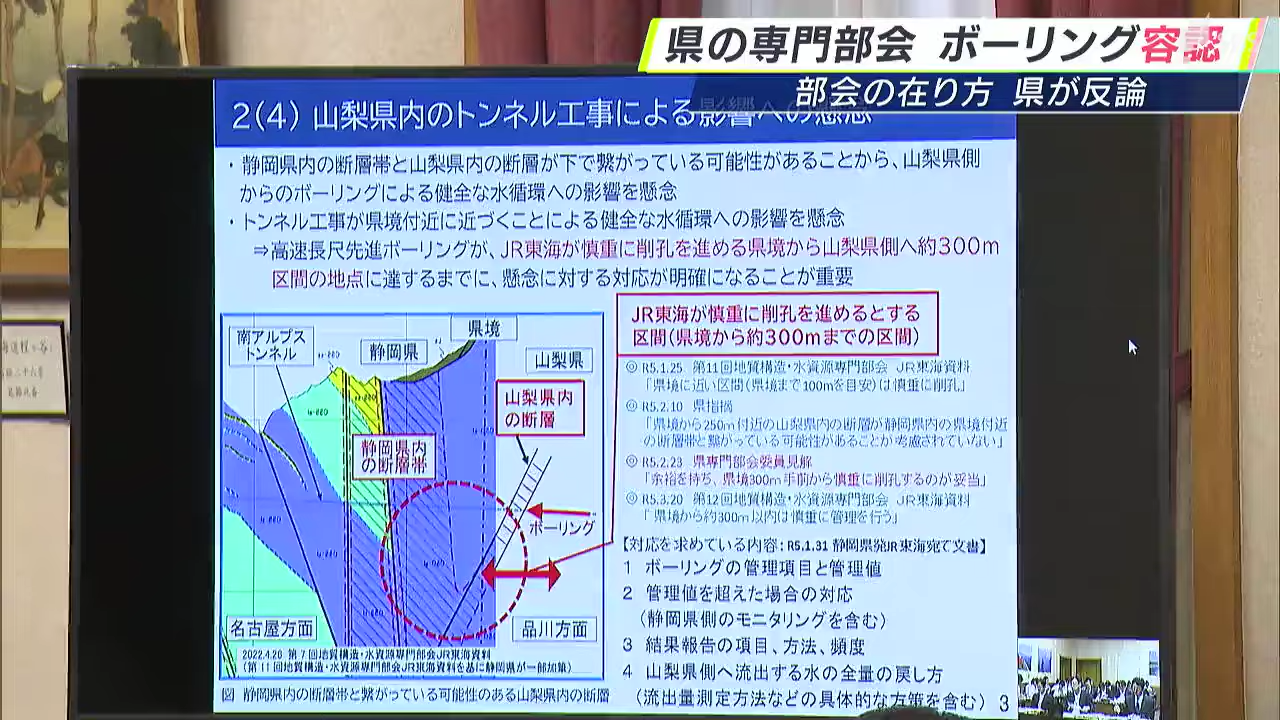 県の専門部会 ボーリング容認
部会の在り方 県が反論
2(4) 山梨県内のトンネル工事による影響への懸念
・静岡県内の断層帯と山梨県内の断層が下で繋がっている可能性があることから、山梨県側
からのボーリングによる健全な水循環への影響を懸念
・トンネル工事が県境付近に近づくことによる健全な水循環への影響を懸念
⇒高速長尺先進ボーリングが、JR東海が慎重に削孔を進める県境から山梨県側へ約300m
区間の地点に達するまでに、懸念に対する対応が明確になることが重要
JR東海が慎重に削孔を進めるとする
区間(県境から約300mまでの区間)
南アルプス
トンネル
静岡県
県境
山梨県
山梨県内
の断層
静岡県内
の断層帯
ボーリング
名古屋方面
品川方面
2022.4.26 第7回地質構造・水資源専門部会JR東海資料
(第11回地質構造・水資源専門部会JR東海資料を基に静岡県が一部加筆)
図 静岡県内の断層帯と繋がっている可能性のある山梨県内の断層
◎ R5.1.25 第11回地質構造・水資源専門部会 JR東海資料
「県境に近い区間(県境まで100mを目安)は慎重に削孔」
◎ R5.2.10 県指摘
「県境から250m付近の山梨県内の断層が静岡県内の県境付近
の断層帯と繋がっている可能性があることが考慮されていない」
◎ R5.2.23 県専門部会委員見解
「余裕を持ち、県境300m手前から慎重に削孔するのが妥当」
◎ R5.3.20 第12回地質構造・水資源専門部会 JR東海資料
「県境から約300m以内は慎重に管理を行う」
【対応を求めている内容:R5.1.31 静岡県発JR東海宛て文書】
1 ボーリングの管理項目と管理値
2 管理値を超えた場合の対応
(静岡県側のモニタリングを含む)
3 結果報告の項目、方法、頻度
4 山梨県側へ流出する水の全量の戻し方
(流出量測定方法などの具体的な方策を含む) 3